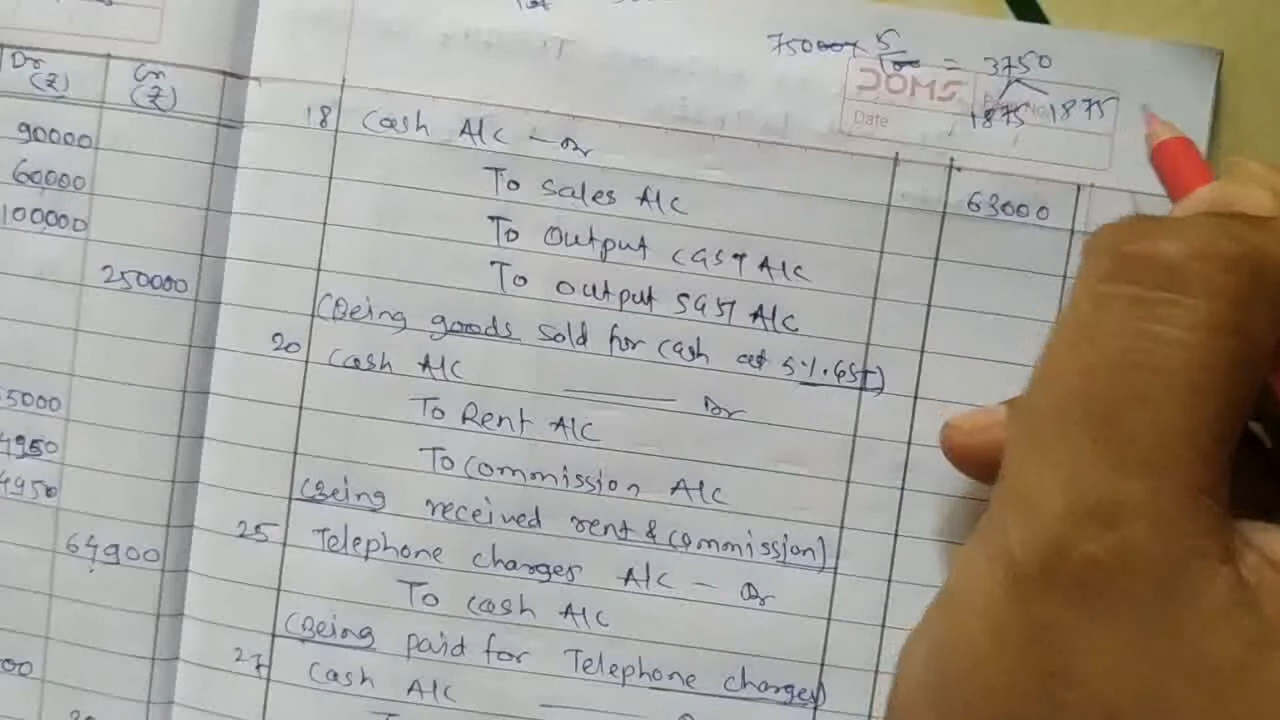 75000x 5/100 = 3750
1875 1875
DOMS
Date
Dr (₹) Cr (₹)
90000
60000
100000
250000
5000
4950
4950
64900
00
18 Cash A/C - Dr 63000
To Sales A/C
To Output CGST A/C
To Output SGST A/C
(Being goods sold for cash at 5%.GST)
20 Cash A/C Dr
To Rent A/C
To Commission A/C
(Being received rent & Commission)
25 Telephone charges A/C - Dr
To cash A/C
(Being paid for Telephone charges)
27 Cash A/C